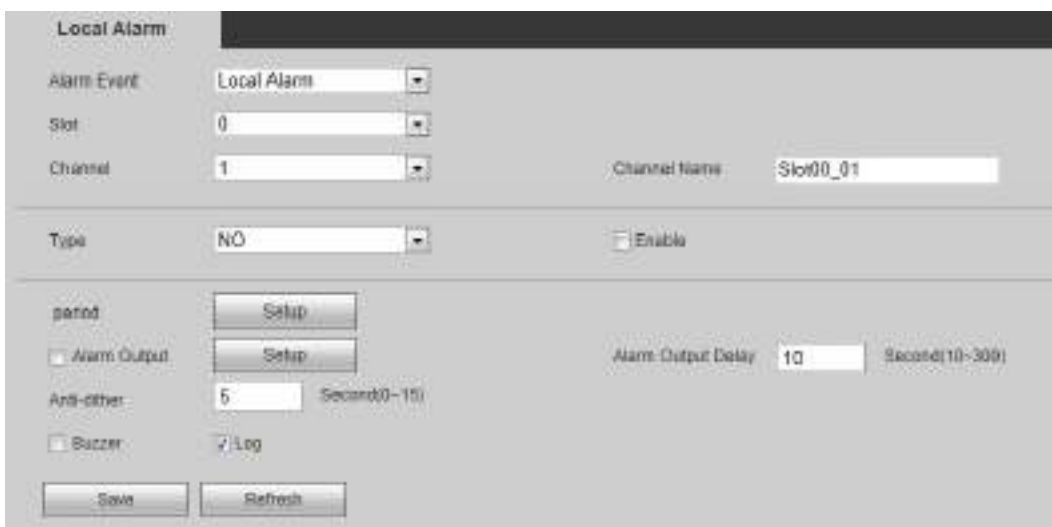 Local Alarm
Alarm Event Local Alarm
Slot 0
Channel 1 Channel Name Slot00_01
Type NO Enable
period Setup
Alarm Output Setup Alarm Output Delay 10 Second(10~300)
Anti-dither 5 Second(0~15)
Buzzer Log
Save Refresh